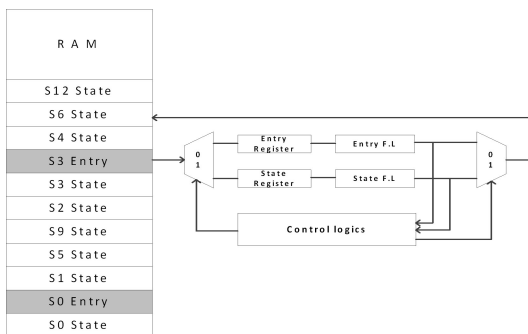 RAM
S12 State
S6 State
S4 State
S3 Entry
S3 State
S2 State
S9 State
S5 State
S1 State
S0 Entry
S0 State
0
1
Entry
Register
Entry F.L
State
Register
State F.L
Control logics
0
1